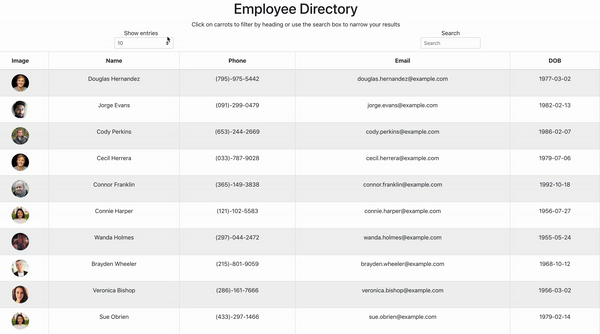 Employee Directory
Click on carrots to filter by heading or use the search box to narrow your results
Show entries Search
10 Search
Image Name Phone Email DOB
Douglas Hernandez (795)-975-5442 douglas.hernandez@example.com 1977-03-02
Jorge Evans (091)-299-0479 jorge.evans@example.com 1982-02-13
Cody Perkins (653)-244-2669 cody.perkins@example.com 1986-02-07
Cecil Herrera (033)-787-9028 cecil.herrera@example.com 1979-07-06
Connor Franklin (365)-149-3838 connor.franklin@example.com 1992-10-18
Connie Harper (121)-102-5583 connie.harper@example.com 1956-07-27
Wanda Holmes (297)-044-2472 wanda.holmes@example.com 1955-05-24
Brayden Wheeler (215)-801-9059 brayden.wheeler@example.com 1968-10-12
Veronica Bishop (286)-161-7666 veronica.bishop@example.com 1956-03-02
Sue Obrien (433)-297-1466 sue.obrien@example.com 1979-02-14